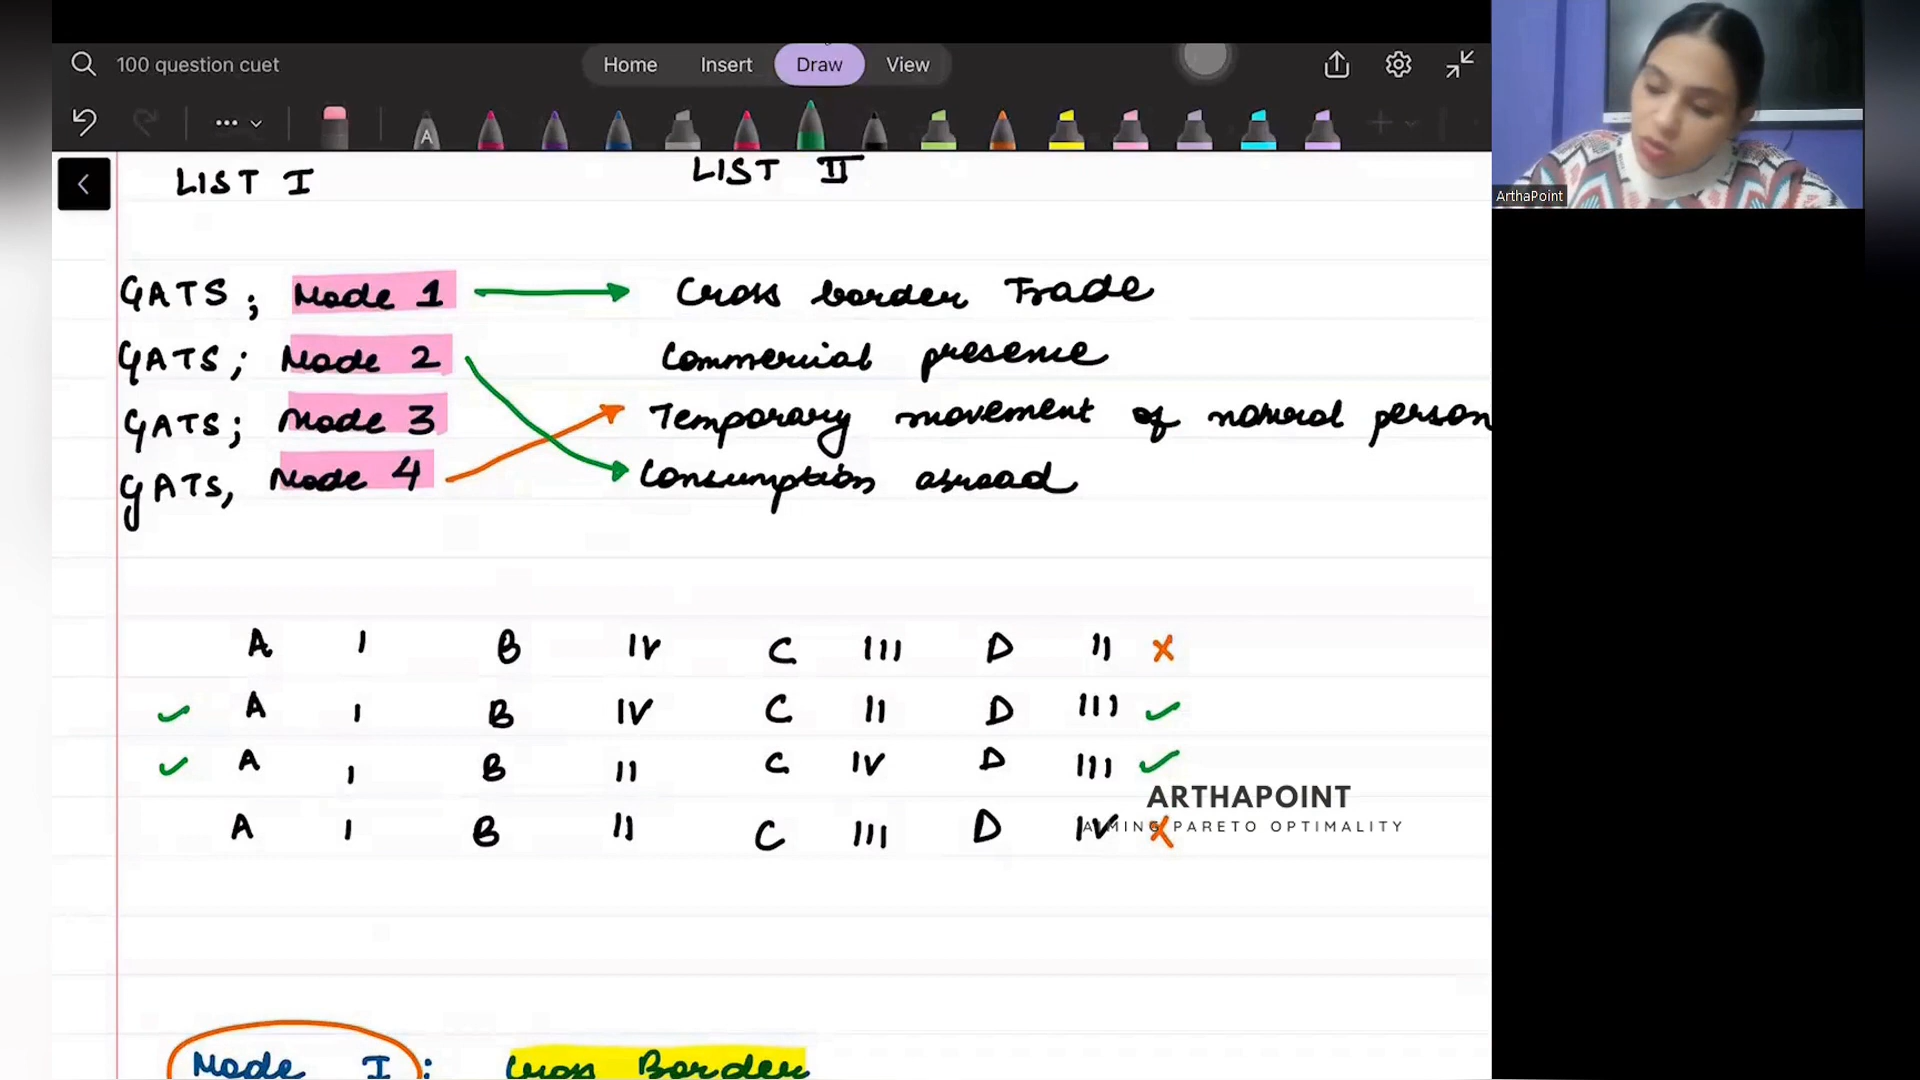 100 question cuet
Home Insert Draw View
A
ArthaPoint
LIST I LIST II
GATS; Mode 1 Cross border Trade
GATS; Mode 2 Commercial presence
GATS; Mode 3 Temporary movement of natural person
GATS, Mode 4 Consumption abroad
A I B IV C III D II x
✓ A I B IV C II D III ✓
✓ A I B II C IV D III ✓
ARTHAPOINT
A I B II C III D IV x
AIMING PARETO OPTIMALITY
Mode I : Cross Border